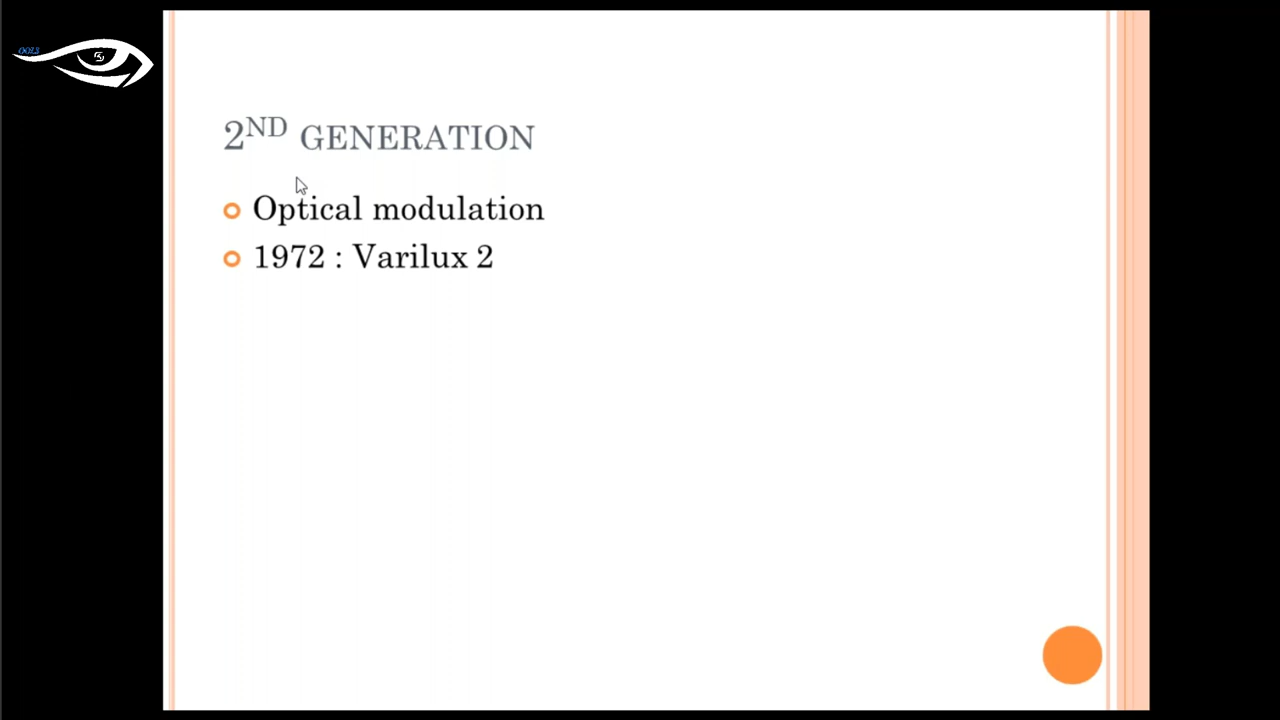 2ND GENERATION
Optical modulation
1972 : Varilux 2